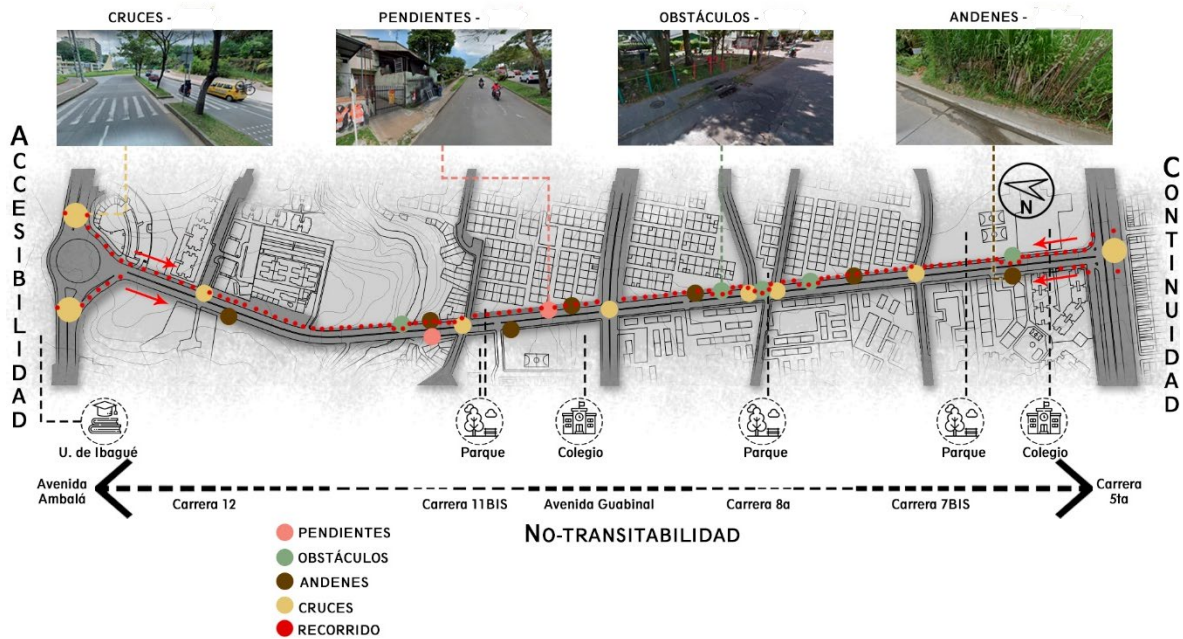 CRUCES -
PENDIENTES -
OBSTÁCULOS -
ANDENES -
ACCESIBILIDAD
CONTINUIDAD
N
U. de Ibagué
Parque
Colegio
Parque
Parque
Colegio
Avenida
Ambalá
Carrera 12
Carrera 11BIS
Avenida Guabinal
Carrera 8a
Carrera 7BIS
Carrera
5ta
NO-TRANSITABILIDAD
PENDIENTES
OBSTÁCULOS
ANDENES
CRUCES
RECORRIDO